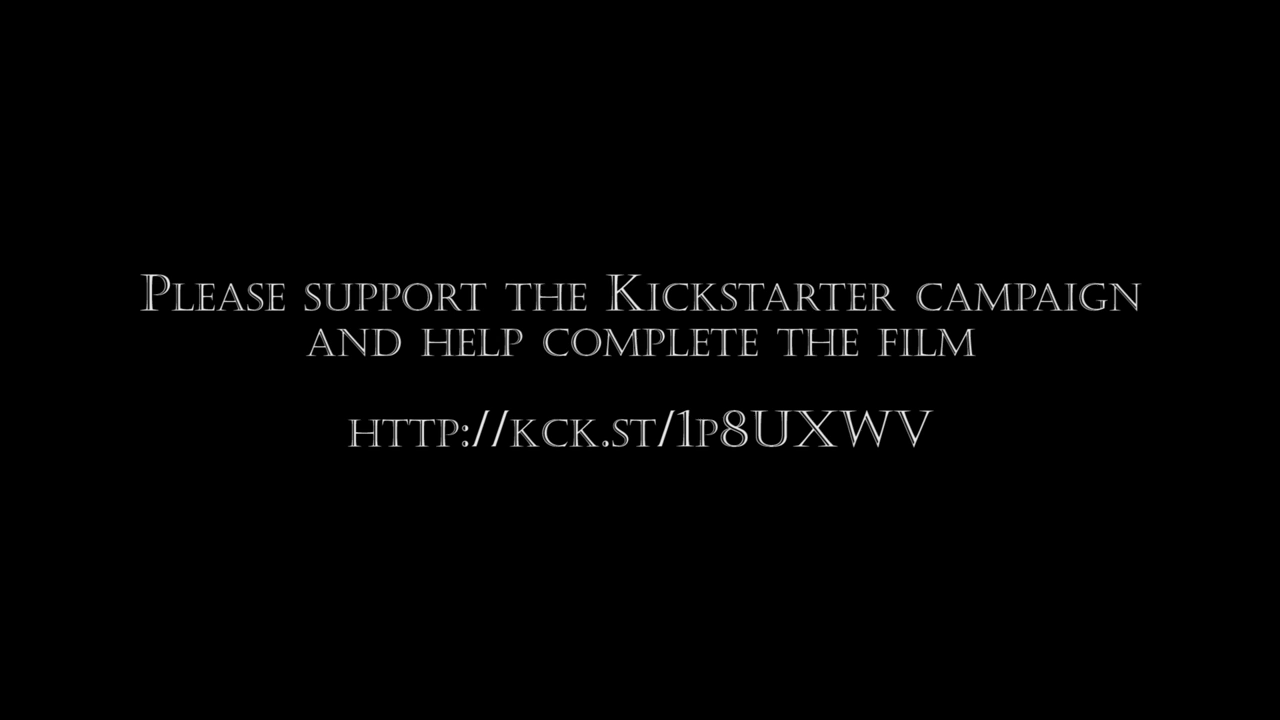 Please support the Kickstarter campaign
and help complete the film
http://kck.st/1p8UXWV